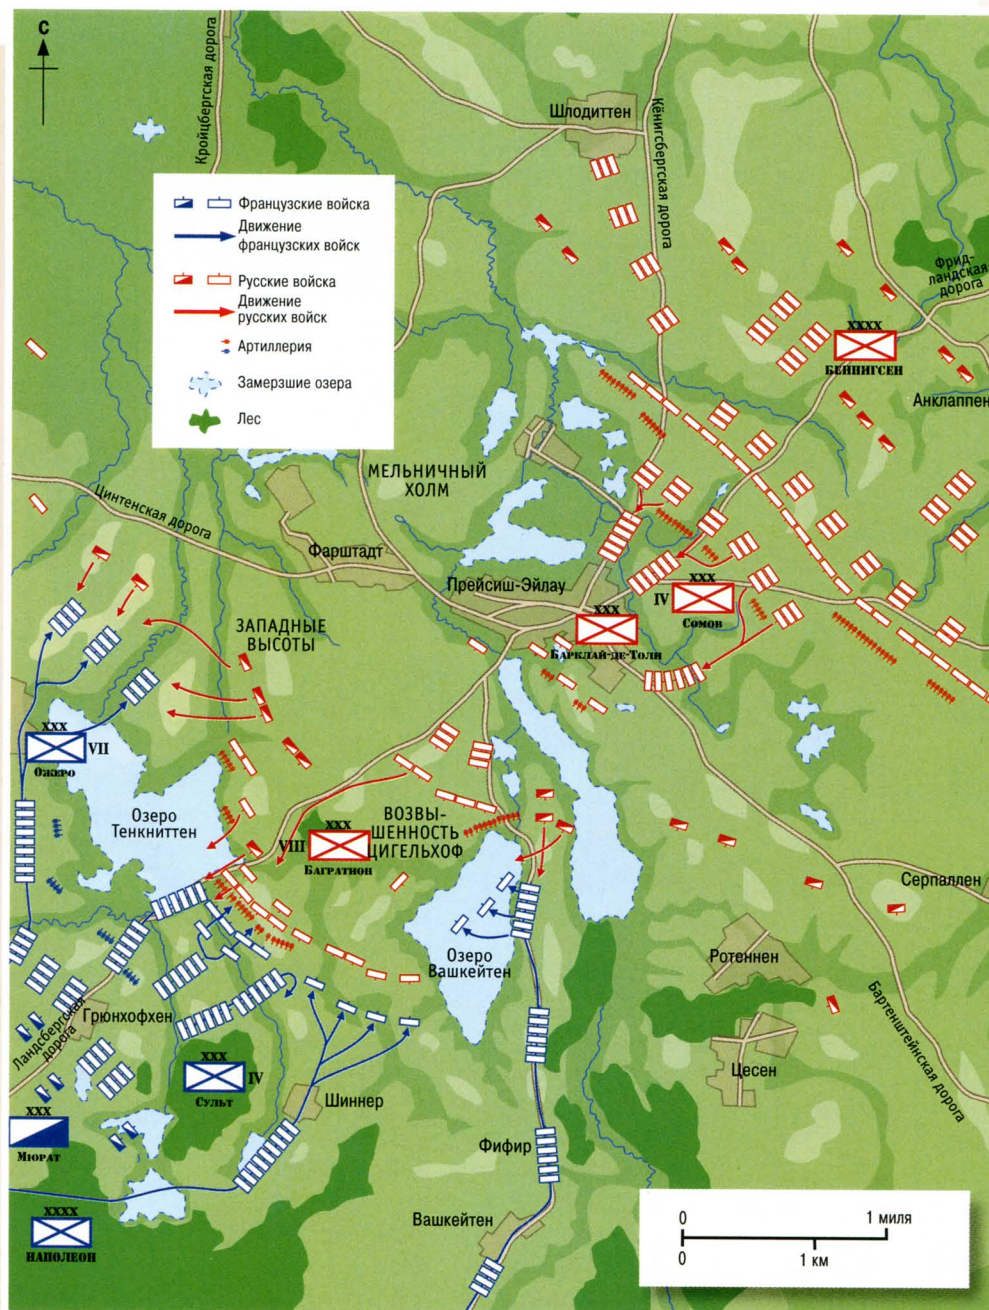 С
Кройцбергская дорога
Шлодиттен
Кёнигсбергская дорога
Французские войска
Движение
французских войск
Русские войска
Движение
русских войск
Артиллерия
Замерзшие озера
Лес
Фрид-
ландская
дорога
XXXX
БЕННИГСЕН
Анклаппен
МЕЛЬНИЧНЫЙ
ХОЛМ
Цинтенская дорога
Фарштадт
Прейсиш-Эйлау
XXX
IV
Сомов
XXX
Барклай-де-Толи
ЗАПАДНЫЕ
ВЫСОТЫ
XXX
VII
Ожеро
Озеро
Тенкниттен
ВОЗВЫ-
ШЕННОСТЬ
ЦИГЕЛЬХОФ
XXX
VIII
Багратион
Серпаллен
Озеро
Вашкейтен
Ротеннен
Грюнхофхен
Ландсбергская
дорога
Бартенштейнская дорога
XXX
IV
Сульт
Цесен
Шиннер
XXX
Мюрат
Фифир
Вашкейтен
XXXX
НАПОЛЕОН
0
1 миля
0
1 км